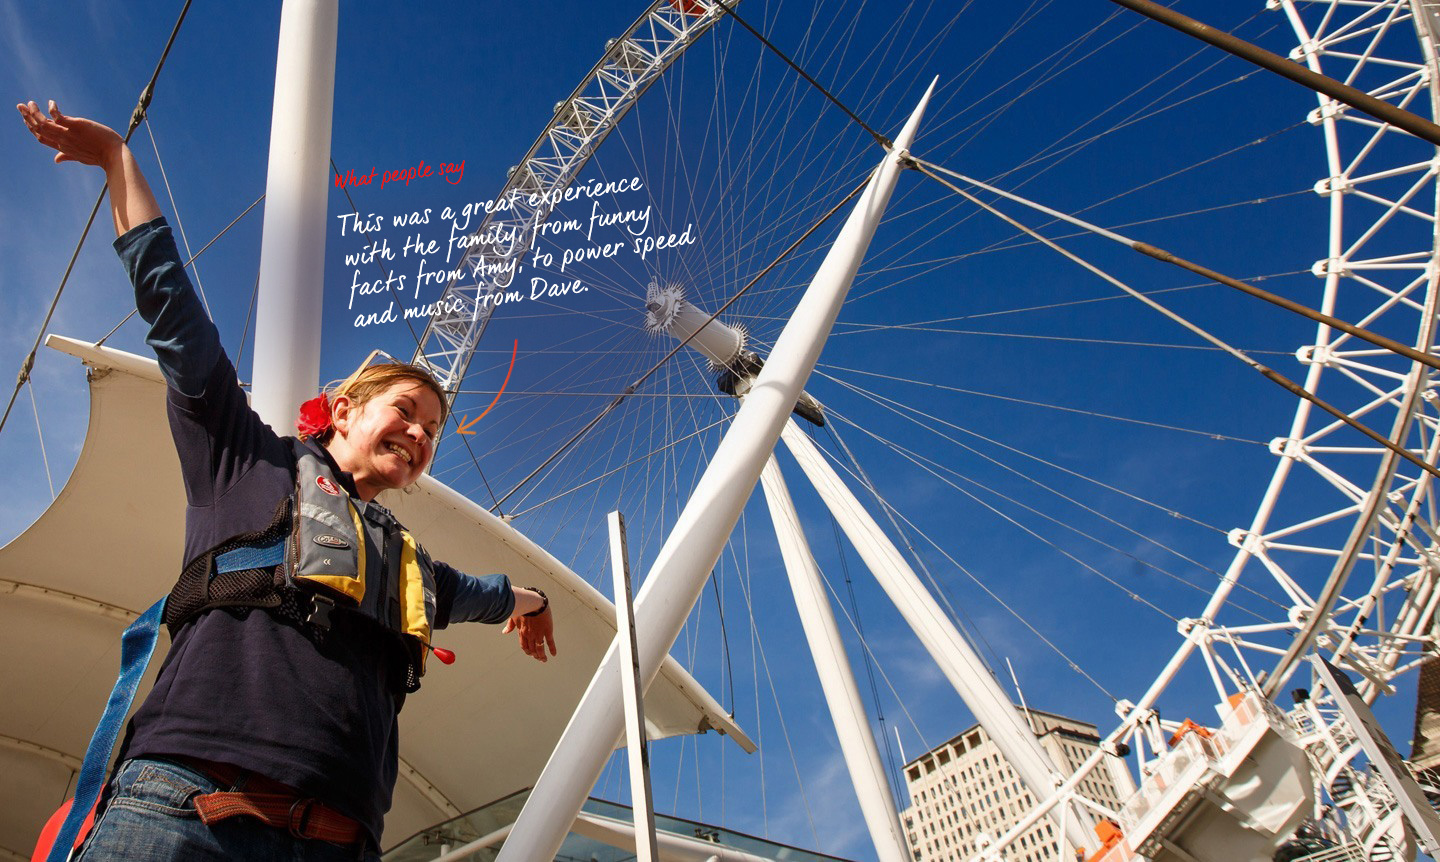 What people say
This was a great experience
with the family, from funny
facts from Amy, to power speed
and music from Dave.